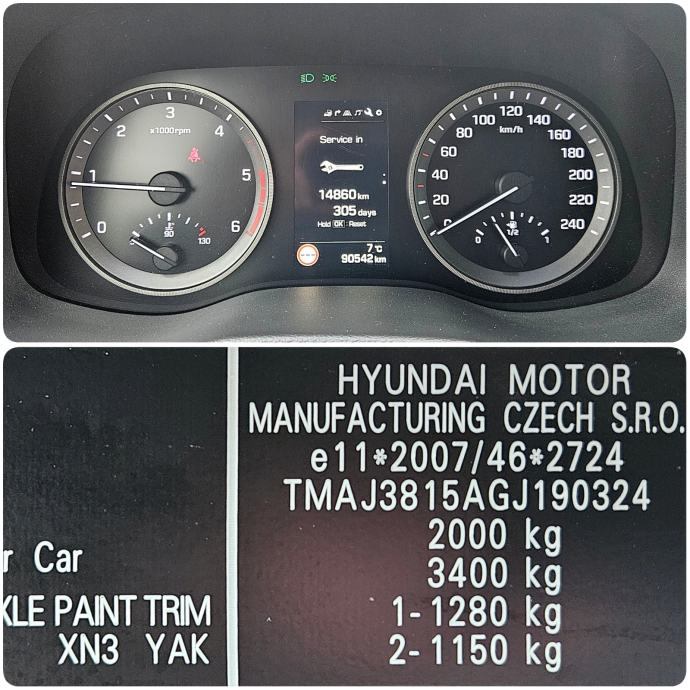 3
2
4
x1000rpm
1
5
0
6
90
130
Service in
14860 km
305 days
Hold OK : Reset
7 °C
90542 km
120
100
140
80
km/h
160
60
180
40
200
20
220
0
240
0
1/2
1
HYUNDAI MOTOR
MANUFACTURING CZECH S.R.O.
e11*2007/46*2724
TMAJ3815AGJ190324
2000 kg
r Car
3400 kg
XLE PAINT TRIM
1- 1280 kg
XN3 YAK
2- 1150 kg